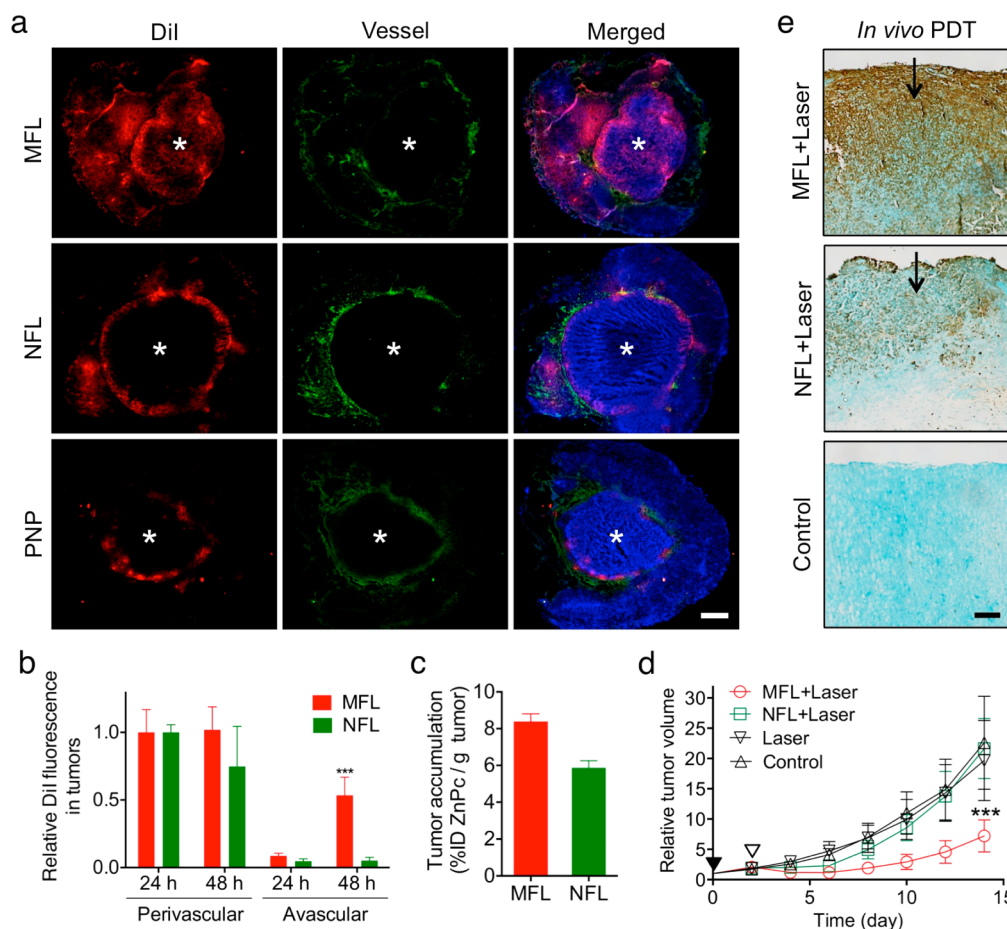 a
DiI
Vessel
Merged
MFL
*
*
*
NFL
*
*
*
PNP
*
*
*
b
Relative DiI fluorescence
in tumors
1.0
0.5
0.0
MFL
NFL
***
24 h
48 h
24 h
48 h
Perivascular
Avascular
c
Tumor accumulation
(%ID ZnPc / g tumor)
10
8
6
4
2
0
MFL
NFL
d
Relative tumor volume
35
30
25
20
15
10
5
0
MFL+Laser
NFL+Laser
Laser
Control
***
0
5
10
15
Time (day)
e
In vivo PDT
MFL+Laser
NFL+Laser
Control